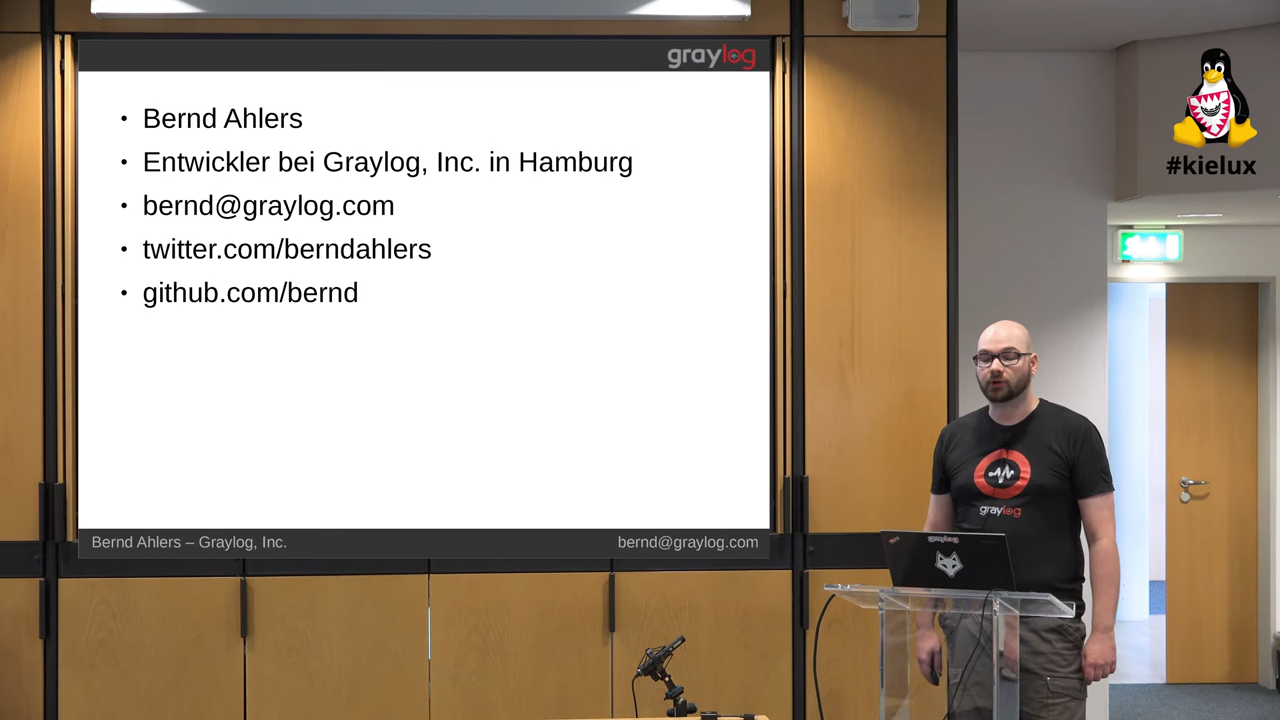 graylog
Bernd Ahlers
Entwickler bei Graylog, Inc. in Hamburg
bernd@graylog.com
twitter.com/berndahlers
github.com/bernd
Bernd Ahlers – Graylog, Inc.
bernd@graylog.com
#kielux
graylog
graylog